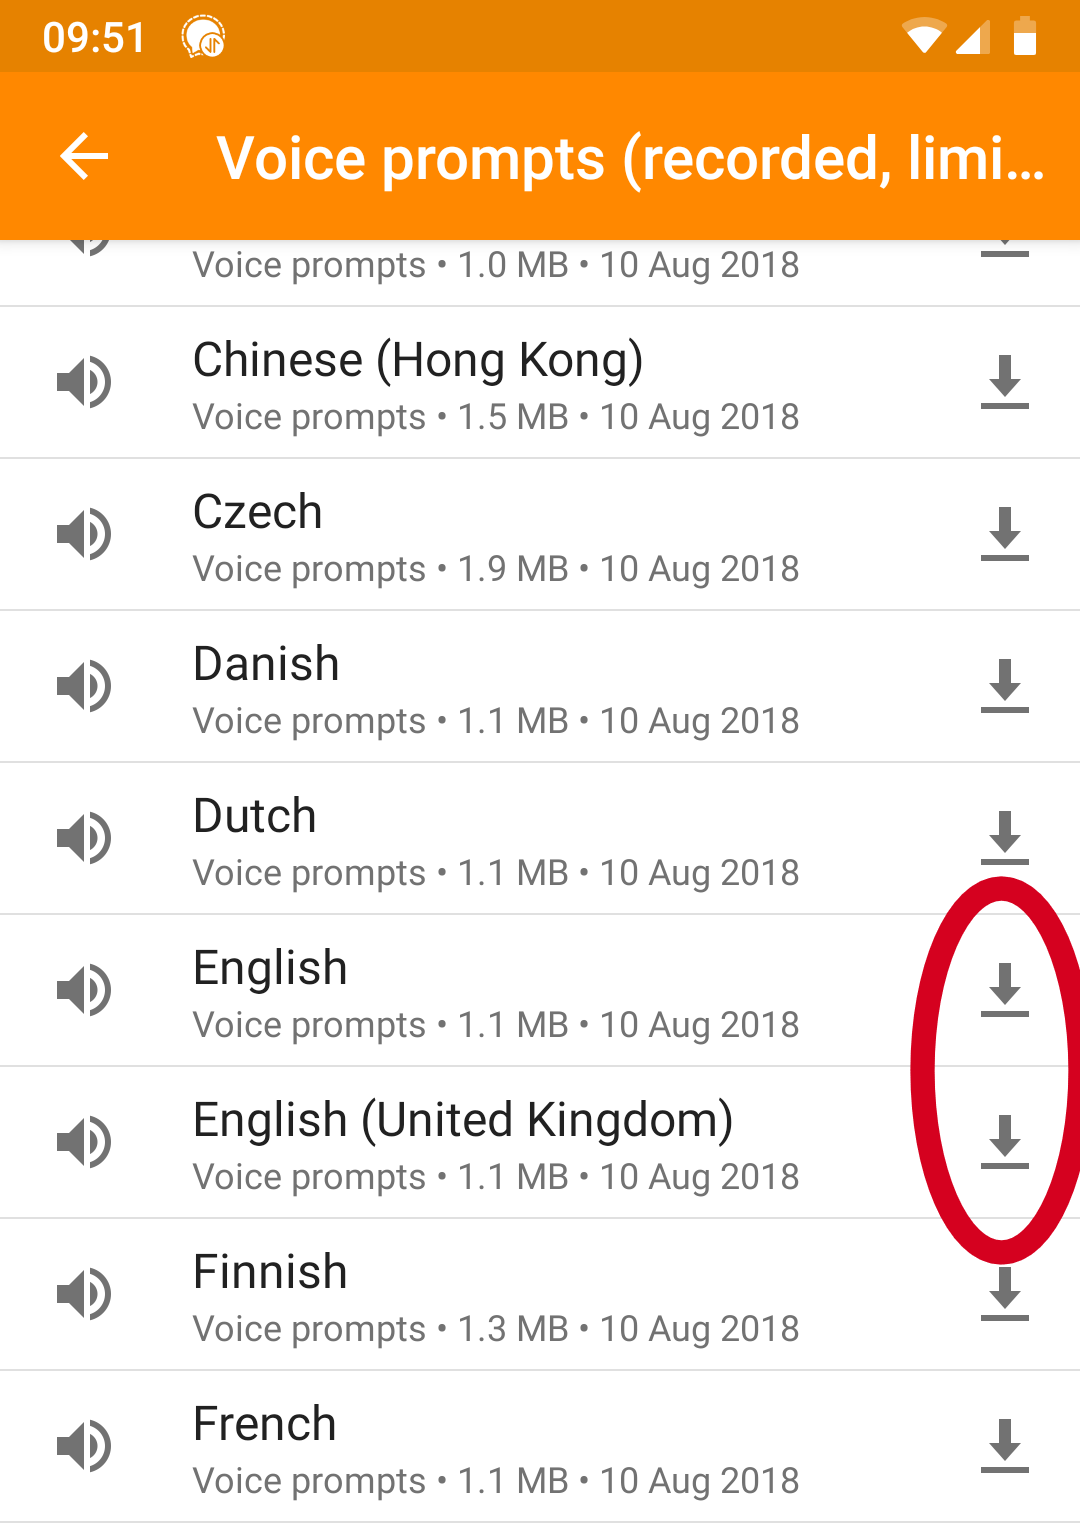 09:51
Voice prompts (recorded, limi...
Voice prompts • 1.0 MB • 10 Aug 2018
Chinese (Hong Kong)
Voice prompts • 1.5 MB • 10 Aug 2018
Czech
Voice prompts • 1.9 MB • 10 Aug 2018
Danish
Voice prompts • 1.1 MB • 10 Aug 2018
Dutch
Voice prompts • 1.1 MB • 10 Aug 2018
English
Voice prompts • 1.1 MB • 10 Aug 2018
English (United Kingdom)
Voice prompts • 1.1 MB • 10 Aug 2018
Finnish
Voice prompts • 1.3 MB • 10 Aug 2018
French
Voice prompts • 1.1 MB • 10 Aug 2018